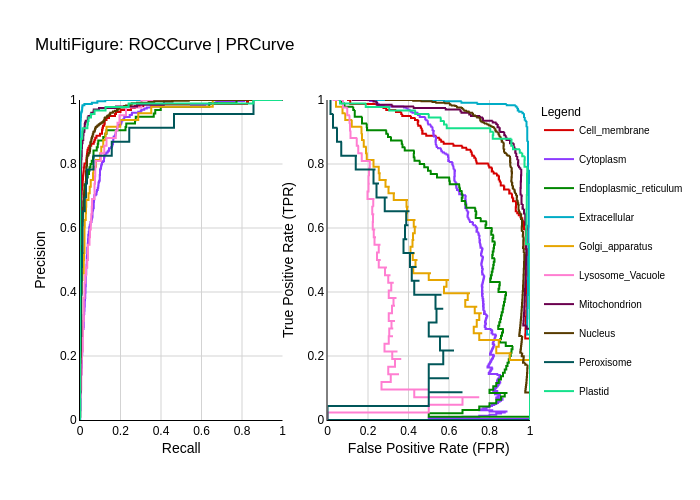 MultiFigure: ROCCurve | PRCurve
1
0.8
0.6
0.4
0.2
0
0 0.2 0.4 0.6 0.8 1
Recall
Precision
1
0.8
0.6
0.4
0.2
0
0 0.2 0.4 0.6 0.8 1
False Positive Rate (FPR)
True Positive Rate (TPR)
Legend
Cell_membrane
Cytoplasm
Endoplasmic_reticulum
Extracellular
Golgi_apparatus
Lysosome_Vacuole
Mitochondrion
Nucleus
Peroxisome
Plastid